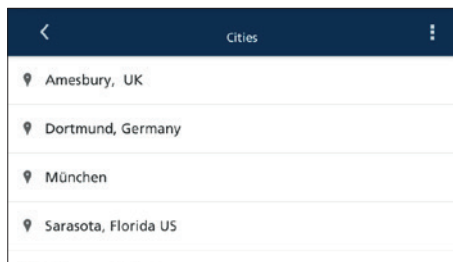 Cities
Amesbury, UK
Dortmund, Germany
München
Sarasota, Florida US